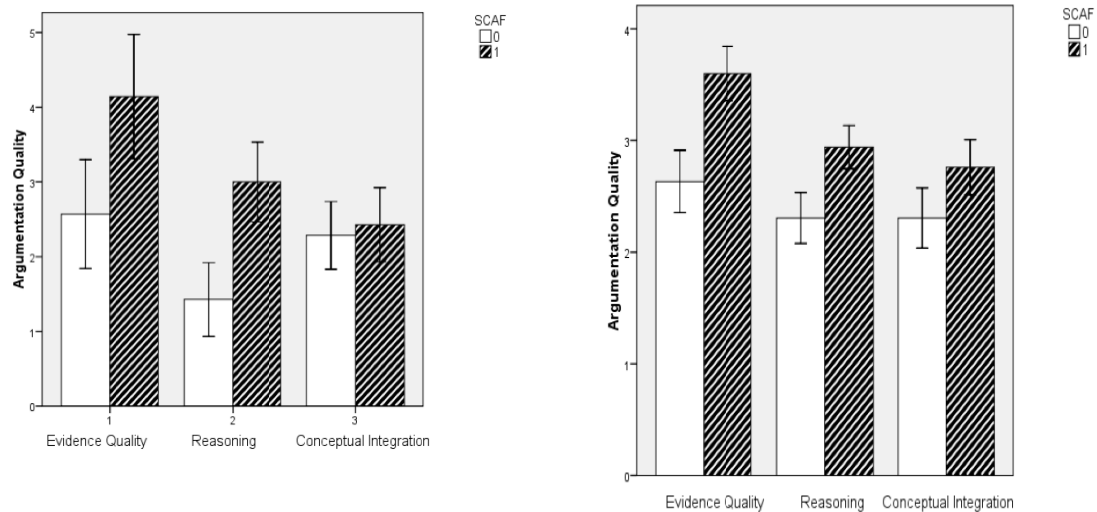 SCAF
0
1
5
4
3
2
1
0
Argumentation Quality
1 2 3
Evidence Quality Reasoning Conceptual Integration
SCAF
0
1
4
3
2
1
0
Argumentation Quality
Evidence Quality Reasoning Conceptual Integration